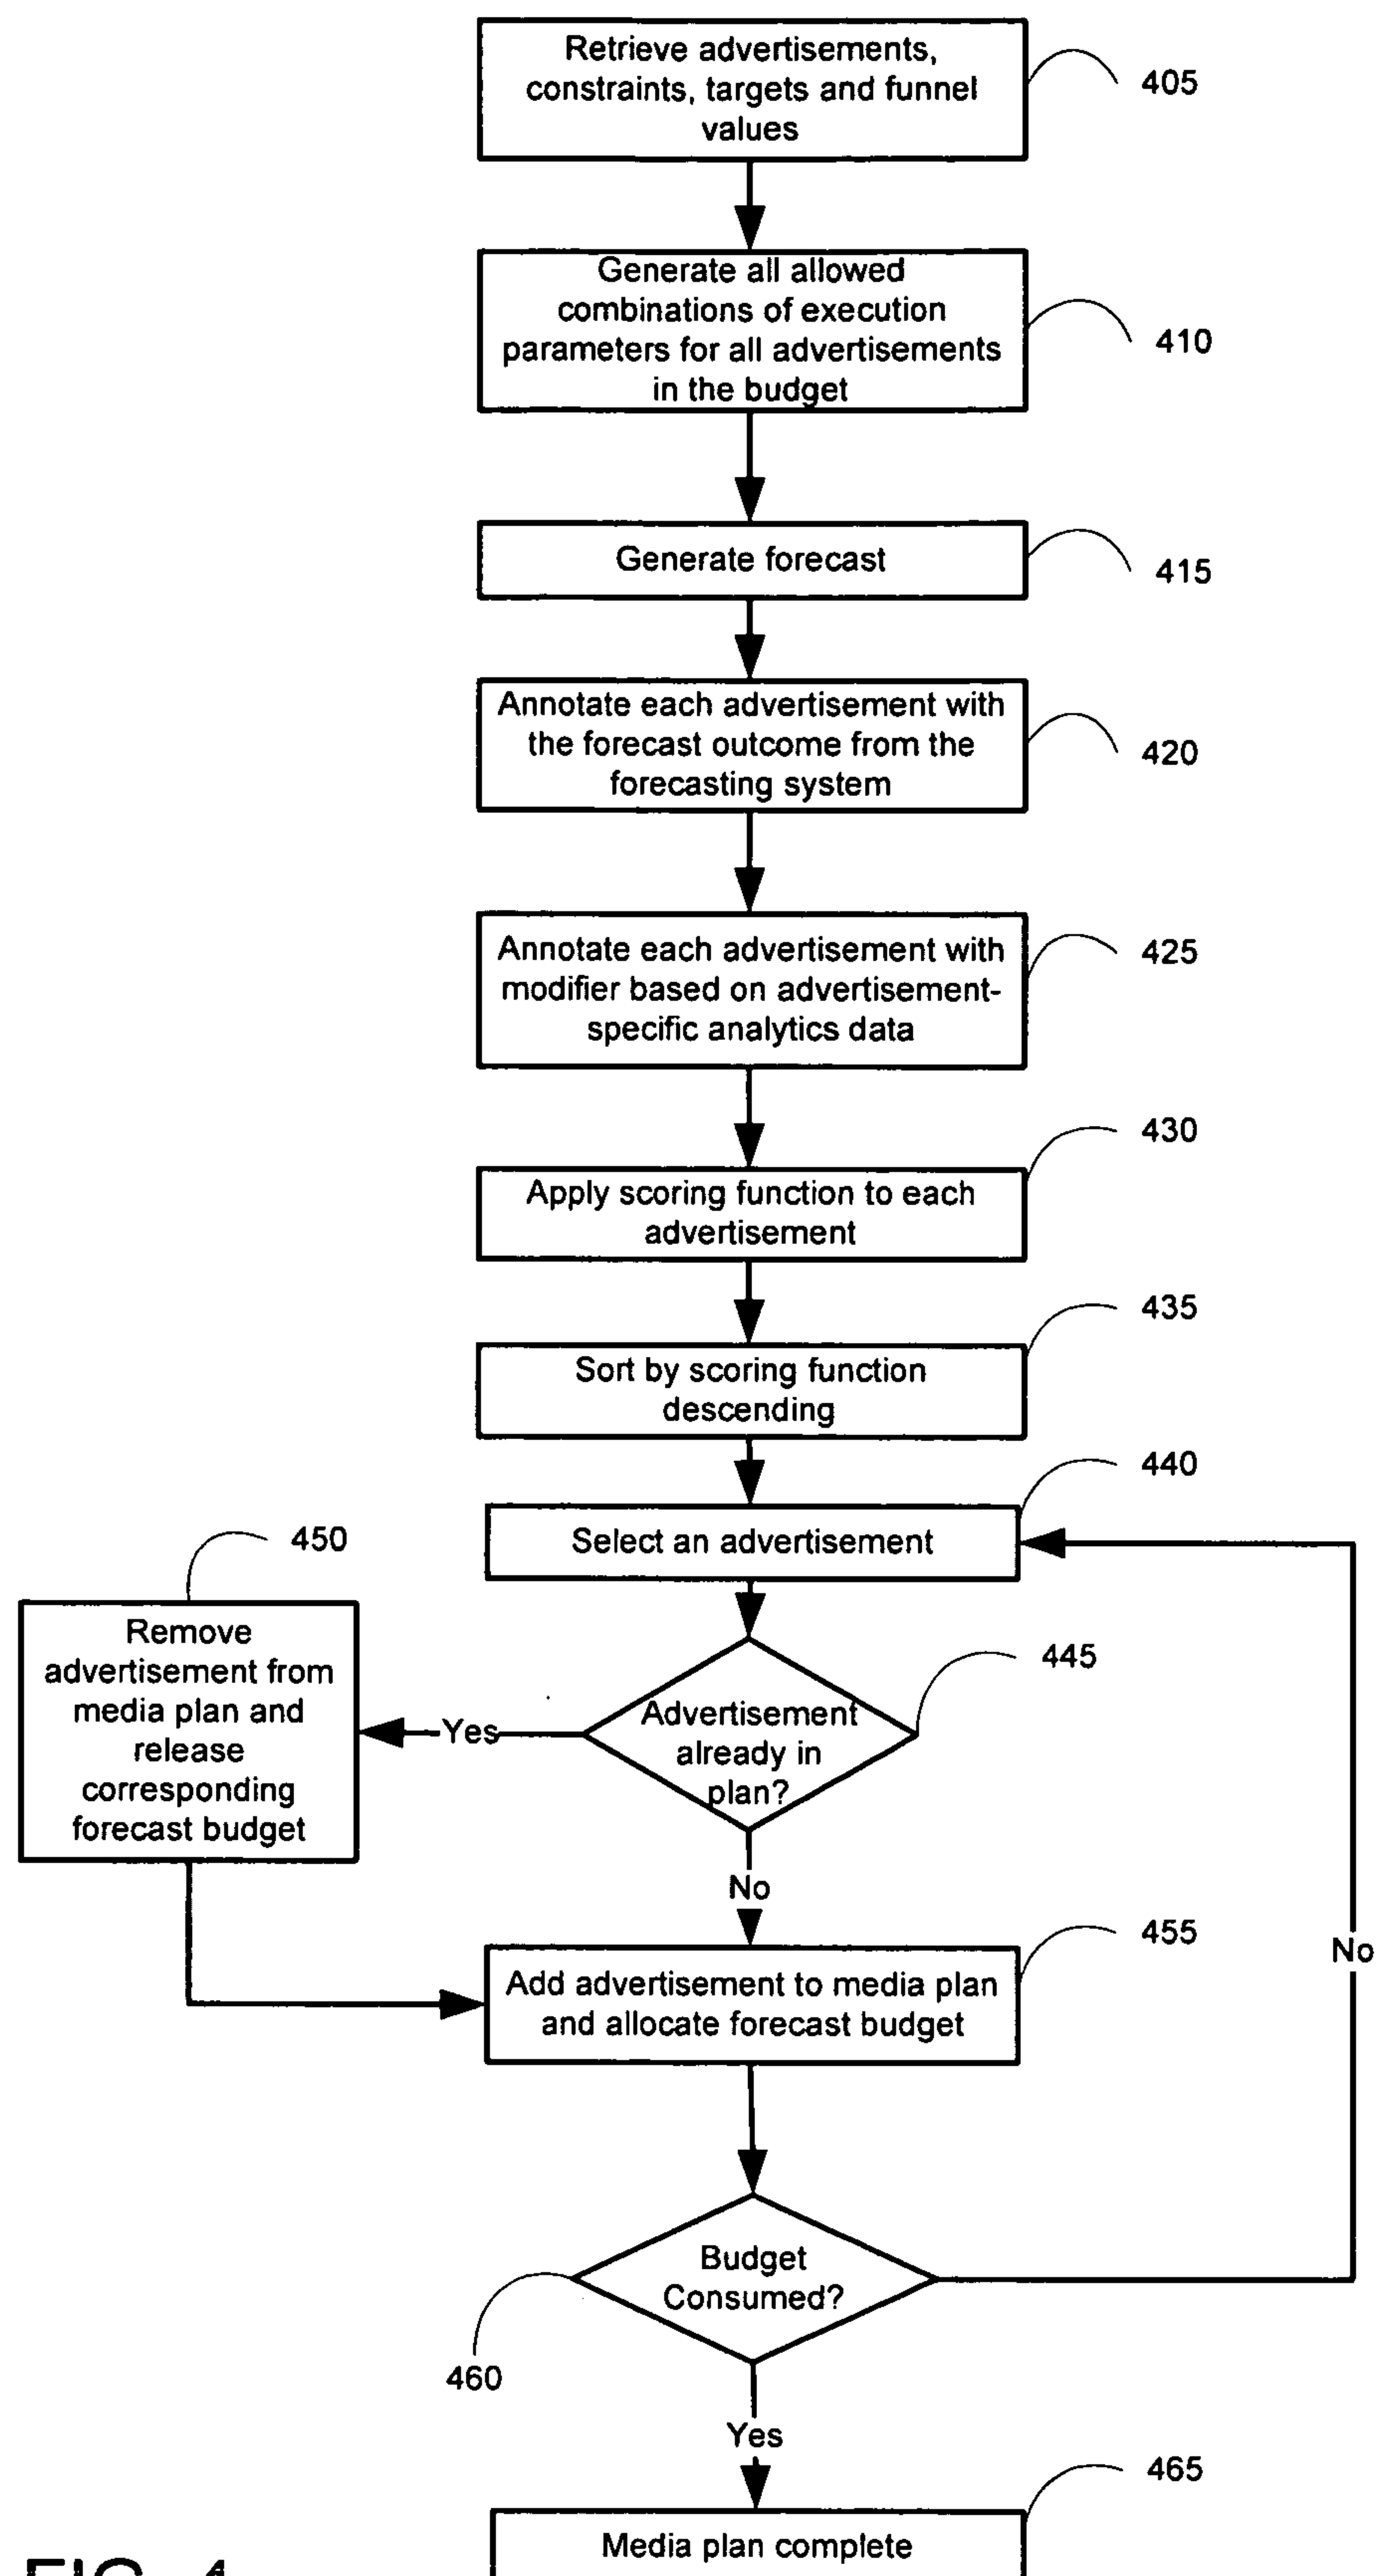 Retrieve advertisements,
constraints, targets and funnel
values
405
Generate all allowed
combinations of execution
parameters for all advertisements
in the budget
410
Generate forecast
415
Annotate each advertisement with
the forecast outcome from the
forecasting system
420
Annotate each advertisement with
modifier based on advertisement-
specific analytics data
425
430
Apply scoring function to each
advertisement
435
Sort by scoring function
descending
440
Select an advertisement
450
Remove
advertisement from
media plan and
release
corresponding
forecast budget
Yes
445
Advertisement
already in
plan?
No
455
Add advertisement to media plan
and allocate forecast budget
No
Budget
Consumed?
460
Yes
465
Media plan complete
FIG. 4